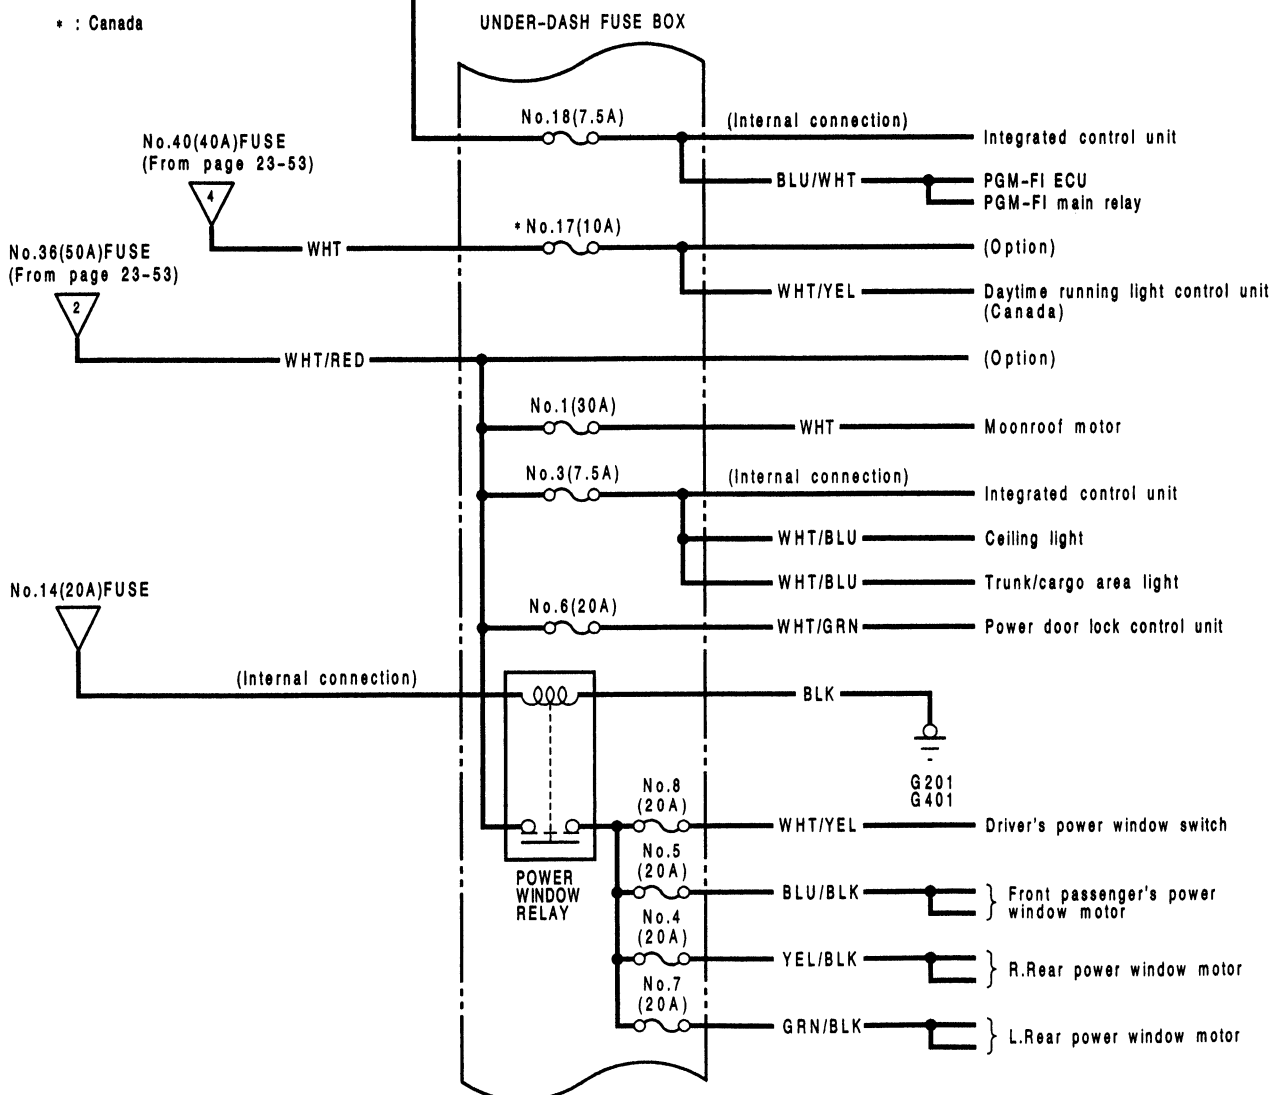 * : Canada
UNDER-DASH FUSE BOX
No.18(7.5A)
(Internal connection)
Integrated control unit
No.40(40A)FUSE
(From page 23-53)
4
BLU/WHT
PGM-FI ECU
PGM-FI main relay
*No.17(10A)
WHT
(Option)
No.36(50A)FUSE
(From page 23-53)
2
WHT/YEL
Daytime running light control unit
(Canada)
WHT/RED
(Option)
No.1(30A)
WHT
Moonroof motor
No.3(7.5A)
(Internal connection)
Integrated control unit
WHT/BLU
Ceiling light
No.14(20A)FUSE
WHT/BLU
Trunk/cargo area light
No.6(20A)
WHT/GRN
Power door lock control unit
(Internal connection)
BLK
G201
G401
No.8
(20A)
WHT/YEL
Driver's power window switch
POWER
WINDOW
RELAY
No.5
(20A)
BLU/BLK
Front passenger's power
window motor
No.4
(20A)
YEL/BLK
R.Rear power window motor
No.7
(20A)
GRN/BLK
L.Rear power window motor